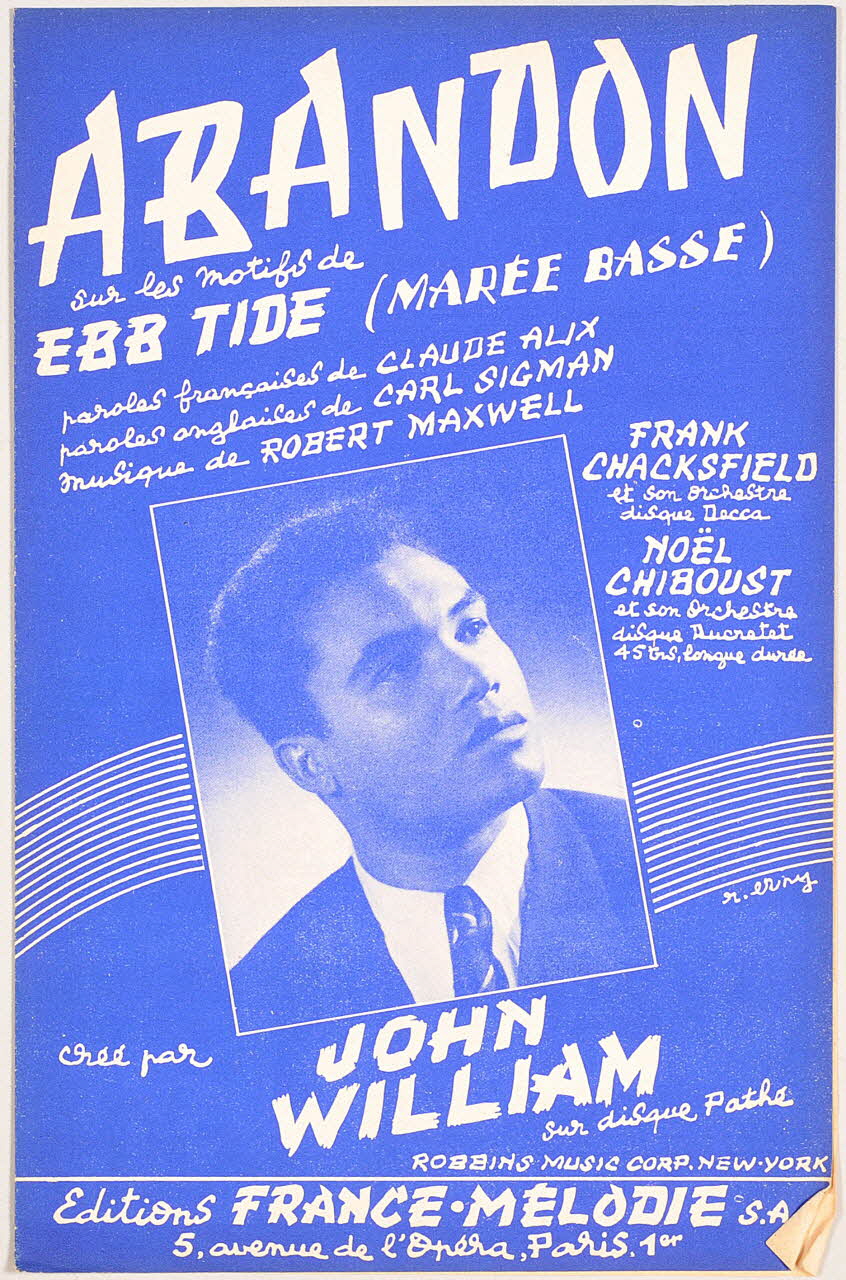 ABANDON
sur les motifs de
EBB TIDE (MARÉE BASSE)
paroles françaises de CLAUDE ALIX
paroles anglaises de CARL SIGMAN
musique de ROBERT MAXWELL
FRANK
CHACKSFIELD
et son orchestre
disque Decca
NOËL
CHIBOUST
et son orchestre
disque Ducretet
45 trs, longue durée
r. erny
créé par
JOHN
WILLIAM
sur disque Pathé
ROBBINS MUSIC CORP. NEW-YORK
Editions FRANCE•MÉLODIE S.A
5, avenue de l'Opéra, Paris. 1er